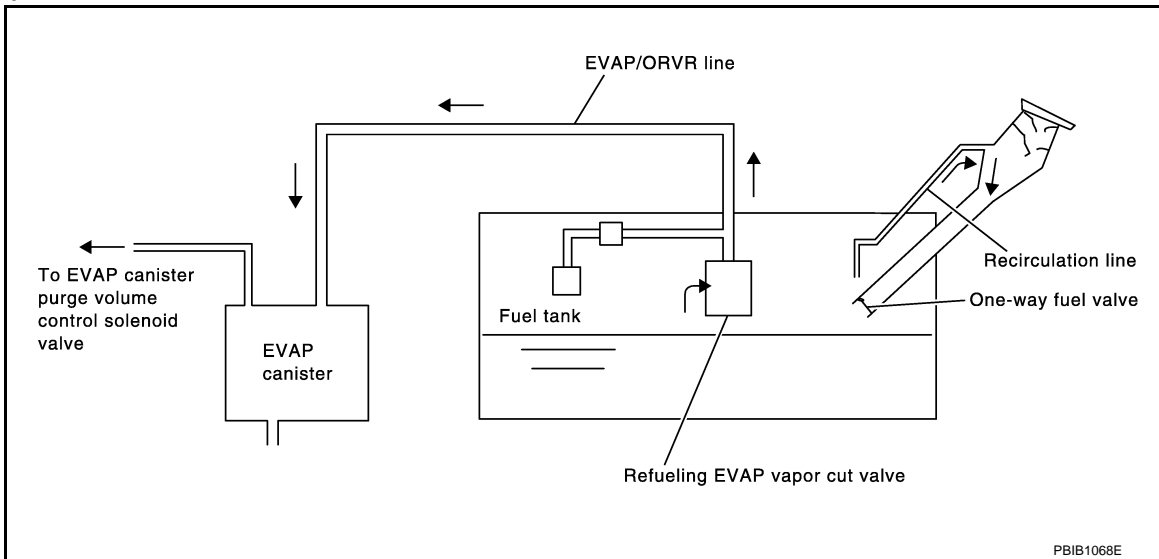 EVAP/ORVR line
To EVAP canister
purge volume
control solenoid
valve
EVAP
canister
Fuel tank
Recirculation line
One-way fuel valve
Refueling EVAP vapor cut valve
PBIB1068E